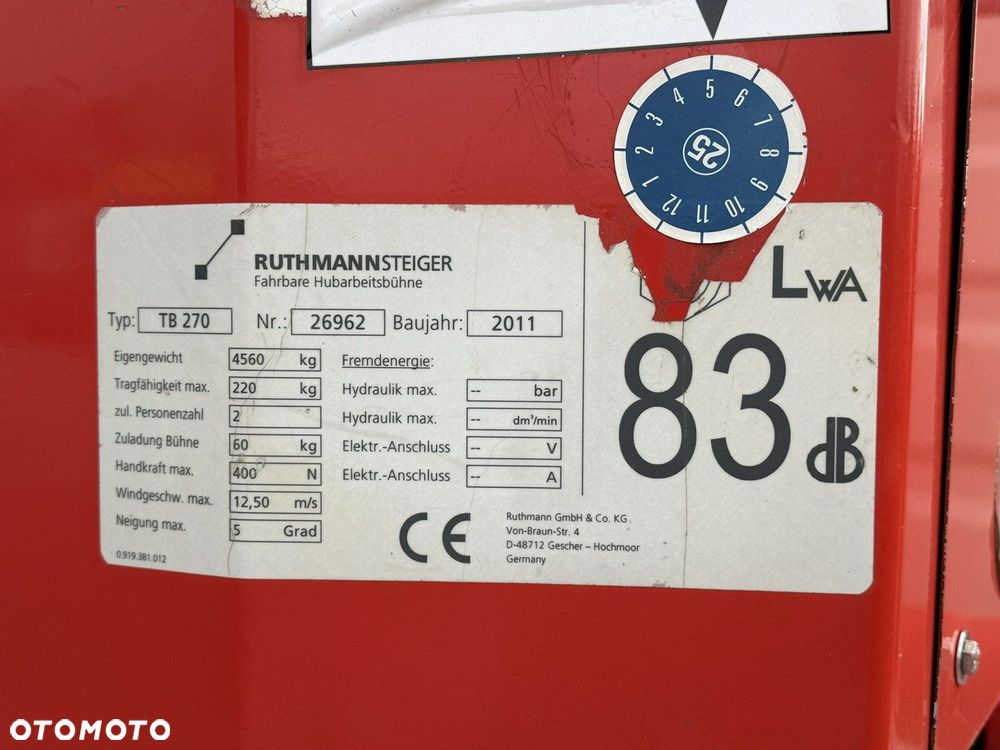 5
4 6
3 7
2 25 8
1 9
12 11 10
RUTHMANNSTEIGER
Fahrbare Hubarbeitsbühne
LWA
Typ: TB 270 Nr.: 26962 Baujahr: 2011
83 dB
Eigengewicht 4560 kg Fremdenergie:
Tragfähigkeit max. 220 kg Hydraulik max. -- bar
zul. Personenzahl 2 Hydraulik max. -- dm³/min
Zuladung Bühne 60 kg Elektr.-Anschluss -- V
Handkraft max. 400 N Elektr.-Anschluss -- A
Windgeschw. max. 12,50 m/s
Neigung max. 5 Grad
CE
Ruthmann GmbH & Co. KG
Von-Braun-Str. 4
D-48712 Gescher – Hochmoor
Germany
0.919.381.012
OTOMOTO